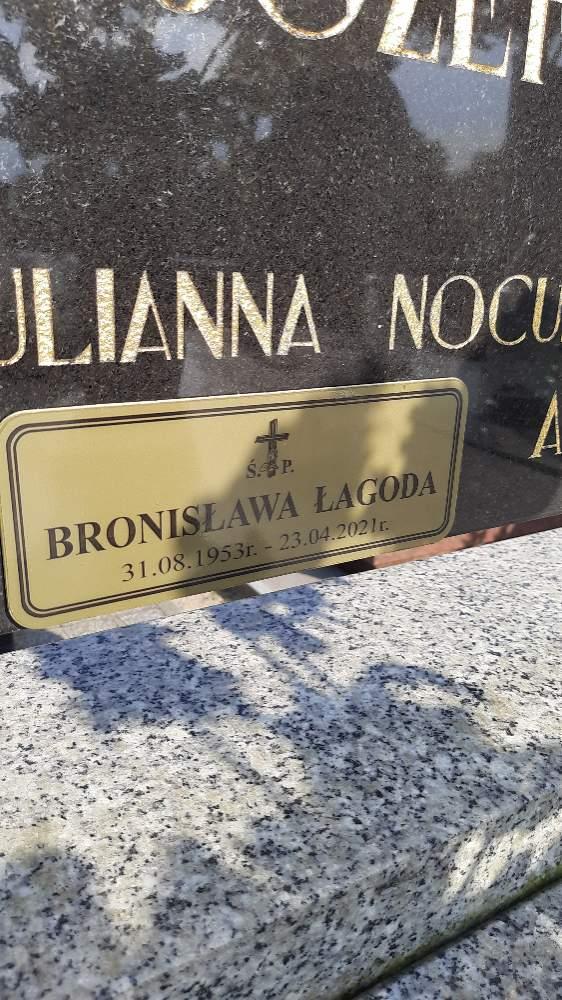 ULIANNA NOCU
A
Ś. P.
BRONISŁAWA ŁAGODA
31.08.1953r. - 23.04.2021r.